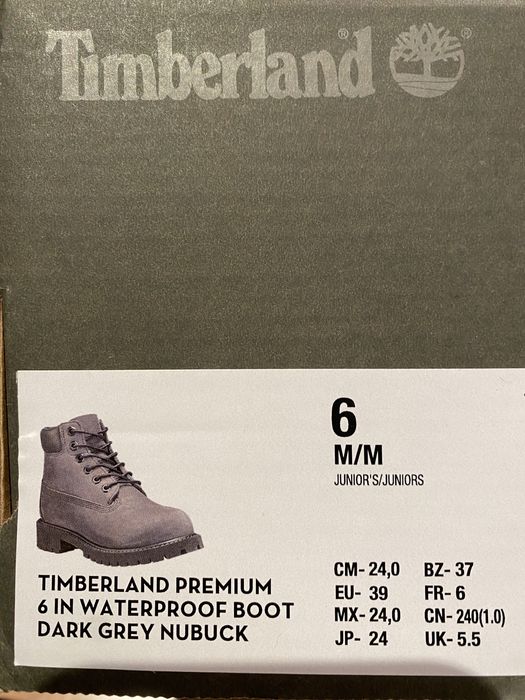 Timberland®
®
6
M/M
JUNIOR'S/JUNIORS
CM- 24,0 BZ- 37
EU- 39 FR- 6
MX- 24,0 CN- 240(1.0)
JP- 24 UK- 5.5
TIMBERLAND PREMIUM
6 IN WATERPROOF BOOT
DARK GREY NUBUCK